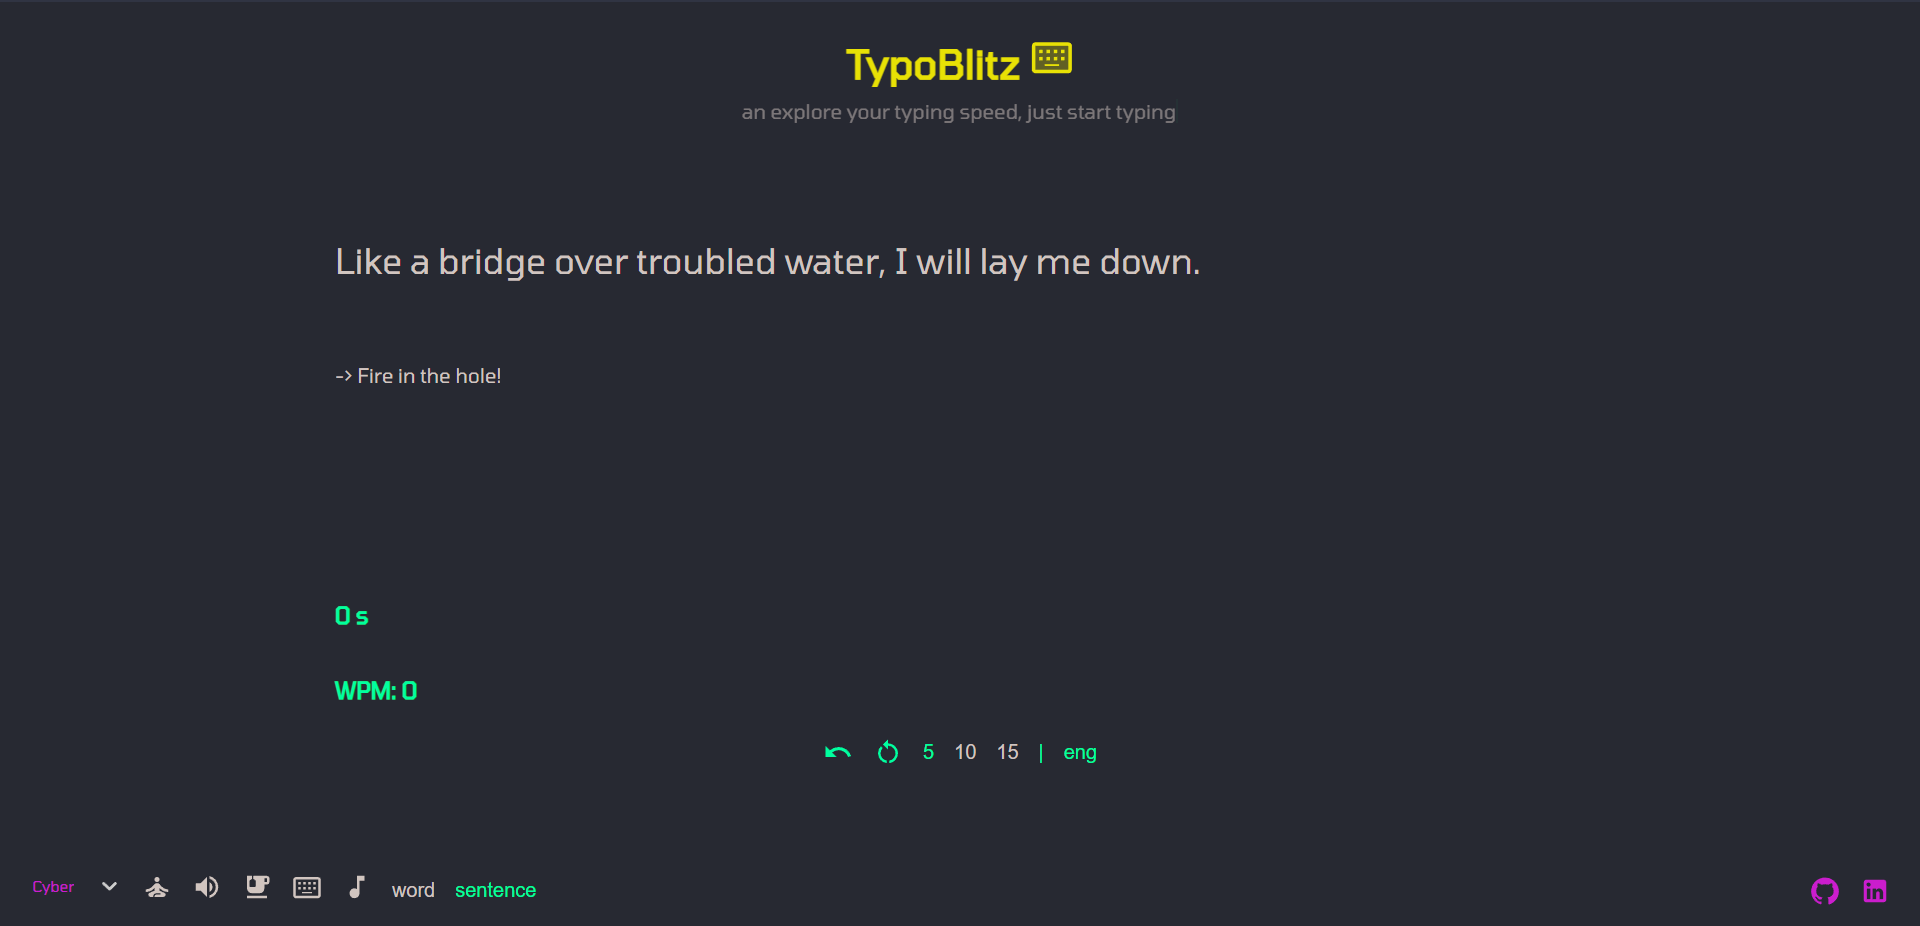 TypoBlitz
an explore your typing speed, just start typing
Like a bridge over troubled water, I will lay me down.
-> Fire in the hole!
0 s
WPM: 0
5 10 15 | eng
Cyber word sentence
in